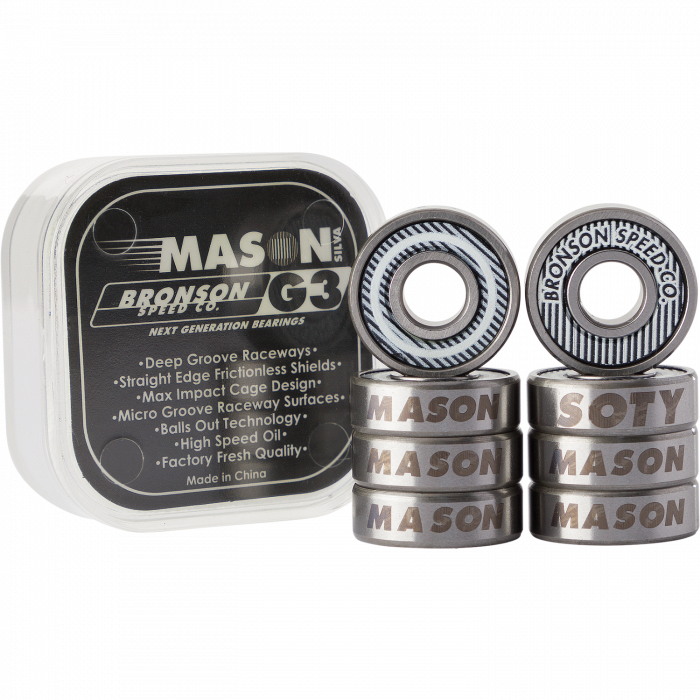 MASON
SILVA
BRONSON G3
SPEED CO.
NEXT GENERATION BEARINGS
•Deep Groove Raceways•
•Straight Edge Frictionless Shields•
•Max Impact Cage Design•
•Micro Groove Raceway Surfaces•
•Balls Out Technology•
•High Speed Oil•
•Factory Fresh Quality•
Made in China
BRONSON SPEED CO.
MASON
MASON
MASON
SOTY
MASON
MASON